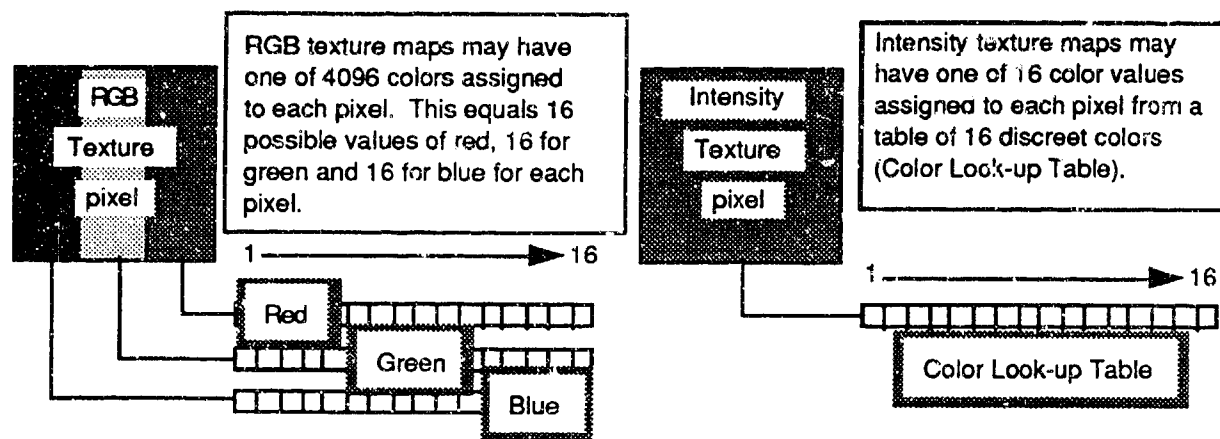 RGB
Texture
pixel
RGB texture maps may have
one of 4096 colors assigned
to each pixel. This equals 16
possible values of red, 16 for
green and 16 for blue for each
pixel.
1 16
Red
Green
Blue
Intensity
Texture
pixel
Intensity texture maps may
have one of 16 color values
assigned to each pixel from a
table of 16 discreet colors
(Color Look-up Table).
1 16
Color Look-up Table